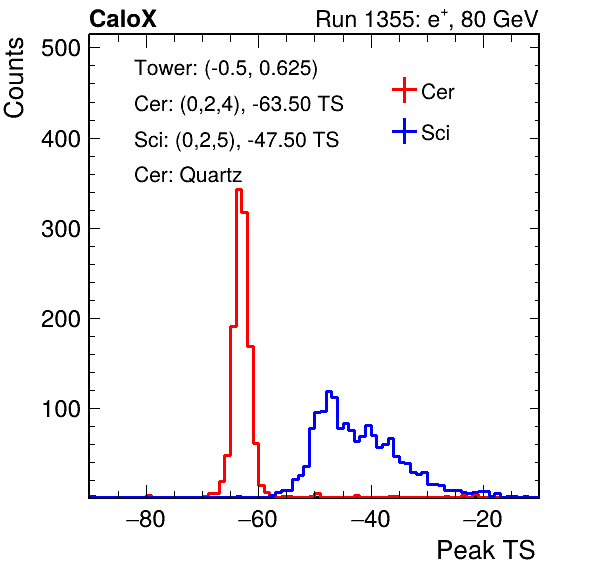 CaloX Run 1355: e⁺, 80 GeV
Counts
500
400
300
200
100
Tower: (-0.5, 0.625)
Cer: (0,2,4), -63.50 TS
Sci: (0,2,5), -47.50 TS
Cer: Quartz
Cer
Sci
−80 −60 −40 −20
Peak TS